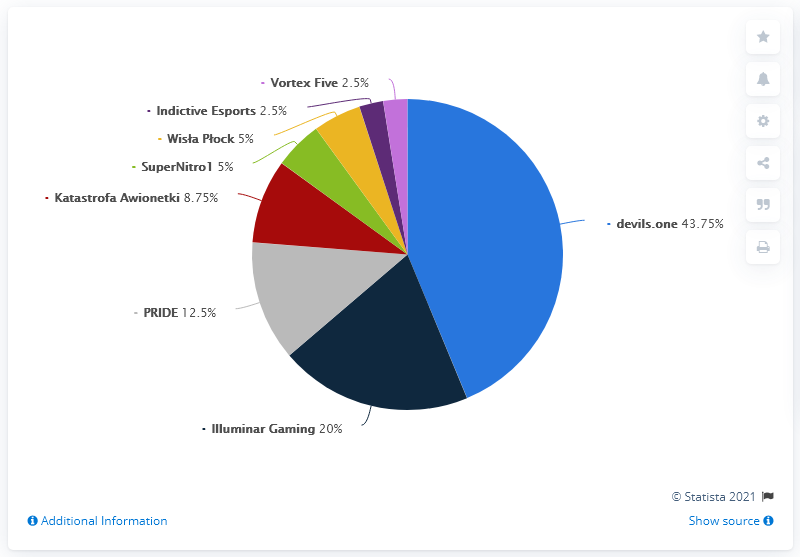 Vortex Five 2.5%
Indictive Esports 2.5%
Wisła Płock 5%
SuperNitro1 5%
Katastrofa Awionetki 8.75%
devils.one 43.75%
PRIDE 12.5%
Illuminar Gaming 20%
© Statista 2021
Additional Information
Show source